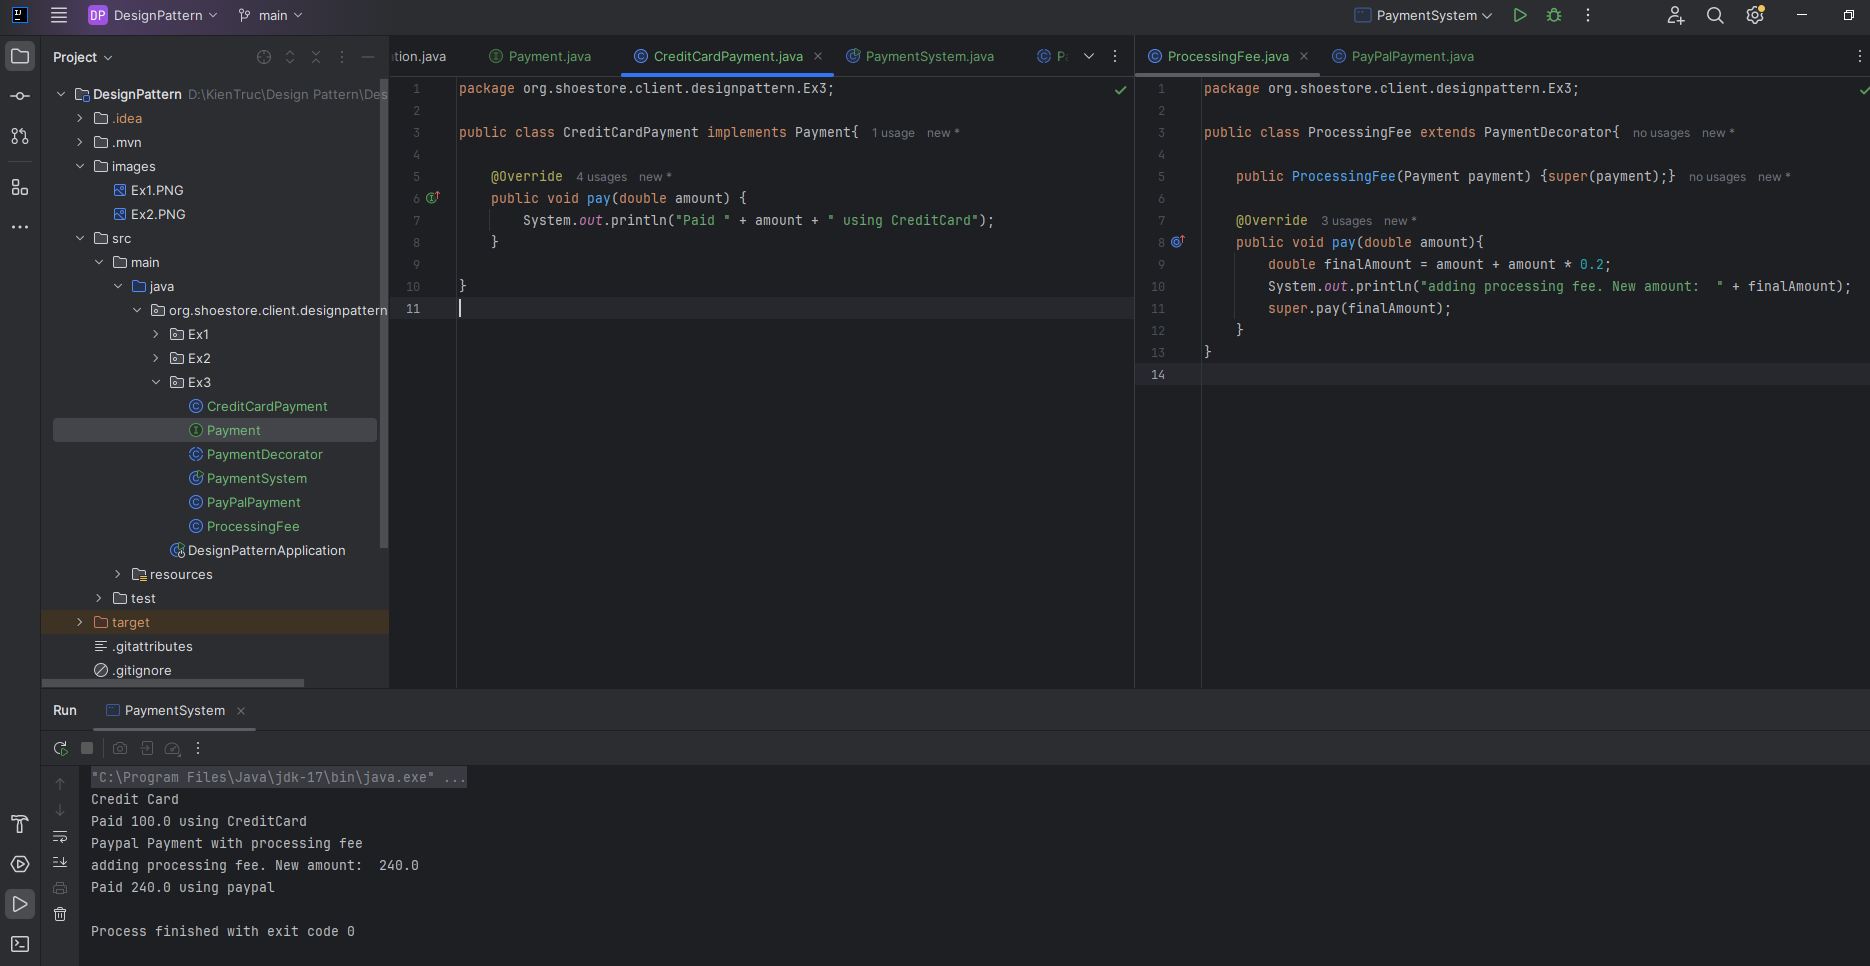 DP DesignPattern main PaymentSystem
Project
DesignPattern D:\KienTruc\Design Pattern\Des
.idea
.mvn
images
Ex1.PNG
Ex2.PNG
src
main
java
org.shoestore.client.designpattern
Ex1
Ex2
Ex3
CreditCardPayment
Payment
PaymentDecorator
PaymentSystem
PayPalPayment
ProcessingFee
DesignPatternApplication
resources
test
target
.gitattributes
.gitignore
tion.java Payment.java CreditCardPayment.java PaymentSystem.java P
1 package org.shoestore.client.designpattern.Ex3;
2
3 public class CreditCardPayment implements Payment{ 1 usage new *
4
5 @Override 4 usages new *
6 public void pay(double amount) {
7 System.out.println("Paid " + amount + " using CreditCard");
8 }
9
10 }
11
ProcessingFee.java PayPalPayment.java
1 package org.shoestore.client.designpattern.Ex3;
2
3 public class ProcessingFee extends PaymentDecorator{ no usages new *
4
5 public ProcessingFee(Payment payment) {super(payment);} no usages new *
6
7 @Override 3 usages new *
8 public void pay(double amount){
9 double finalAmount = amount + amount * 0.2;
10 System.out.println("adding processing fee. New amount:  " + finalAmount);
11 super.pay(finalAmount);
12 }
13 }
14
Run PaymentSystem
"C:\Program Files\Java\jdk-17\bin\java.exe" ...
Credit Card
Paid 100.0 using CreditCard
Paypal Payment with processing fee
adding processing fee. New amount:  240.0
Paid 240.0 using paypal
Process finished with exit code 0